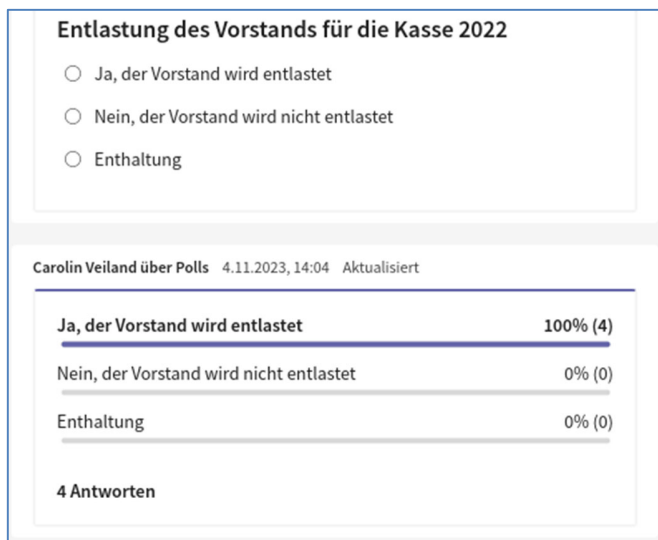 Entlastung des Vorstands für die Kasse 2022
Ja, der Vorstand wird entlastet
Nein, der Vorstand wird nicht entlastet
Enthaltung
Carolin Veiland über Polls 4.11.2023, 14:04 Aktualisiert
Ja, der Vorstand wird entlastet 100% (4)
Nein, der Vorstand wird nicht entlastet 0% (0)
Enthaltung 0% (0)
4 Antworten